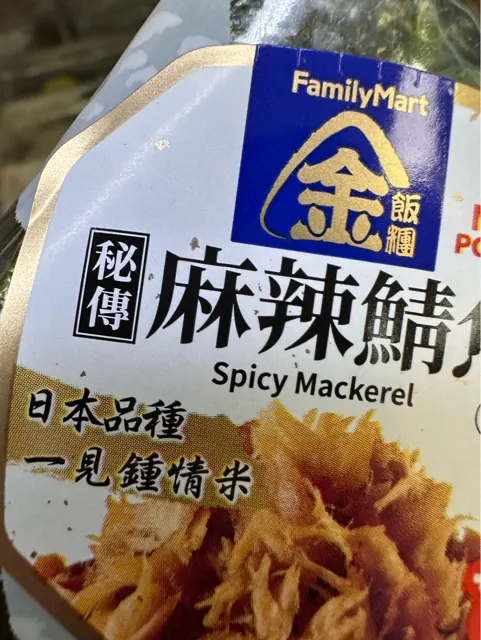 FamilyMart
金
飯糰
秘傳
麻辣鯖
Spicy Mackerel
日本品種
一見鍾情米